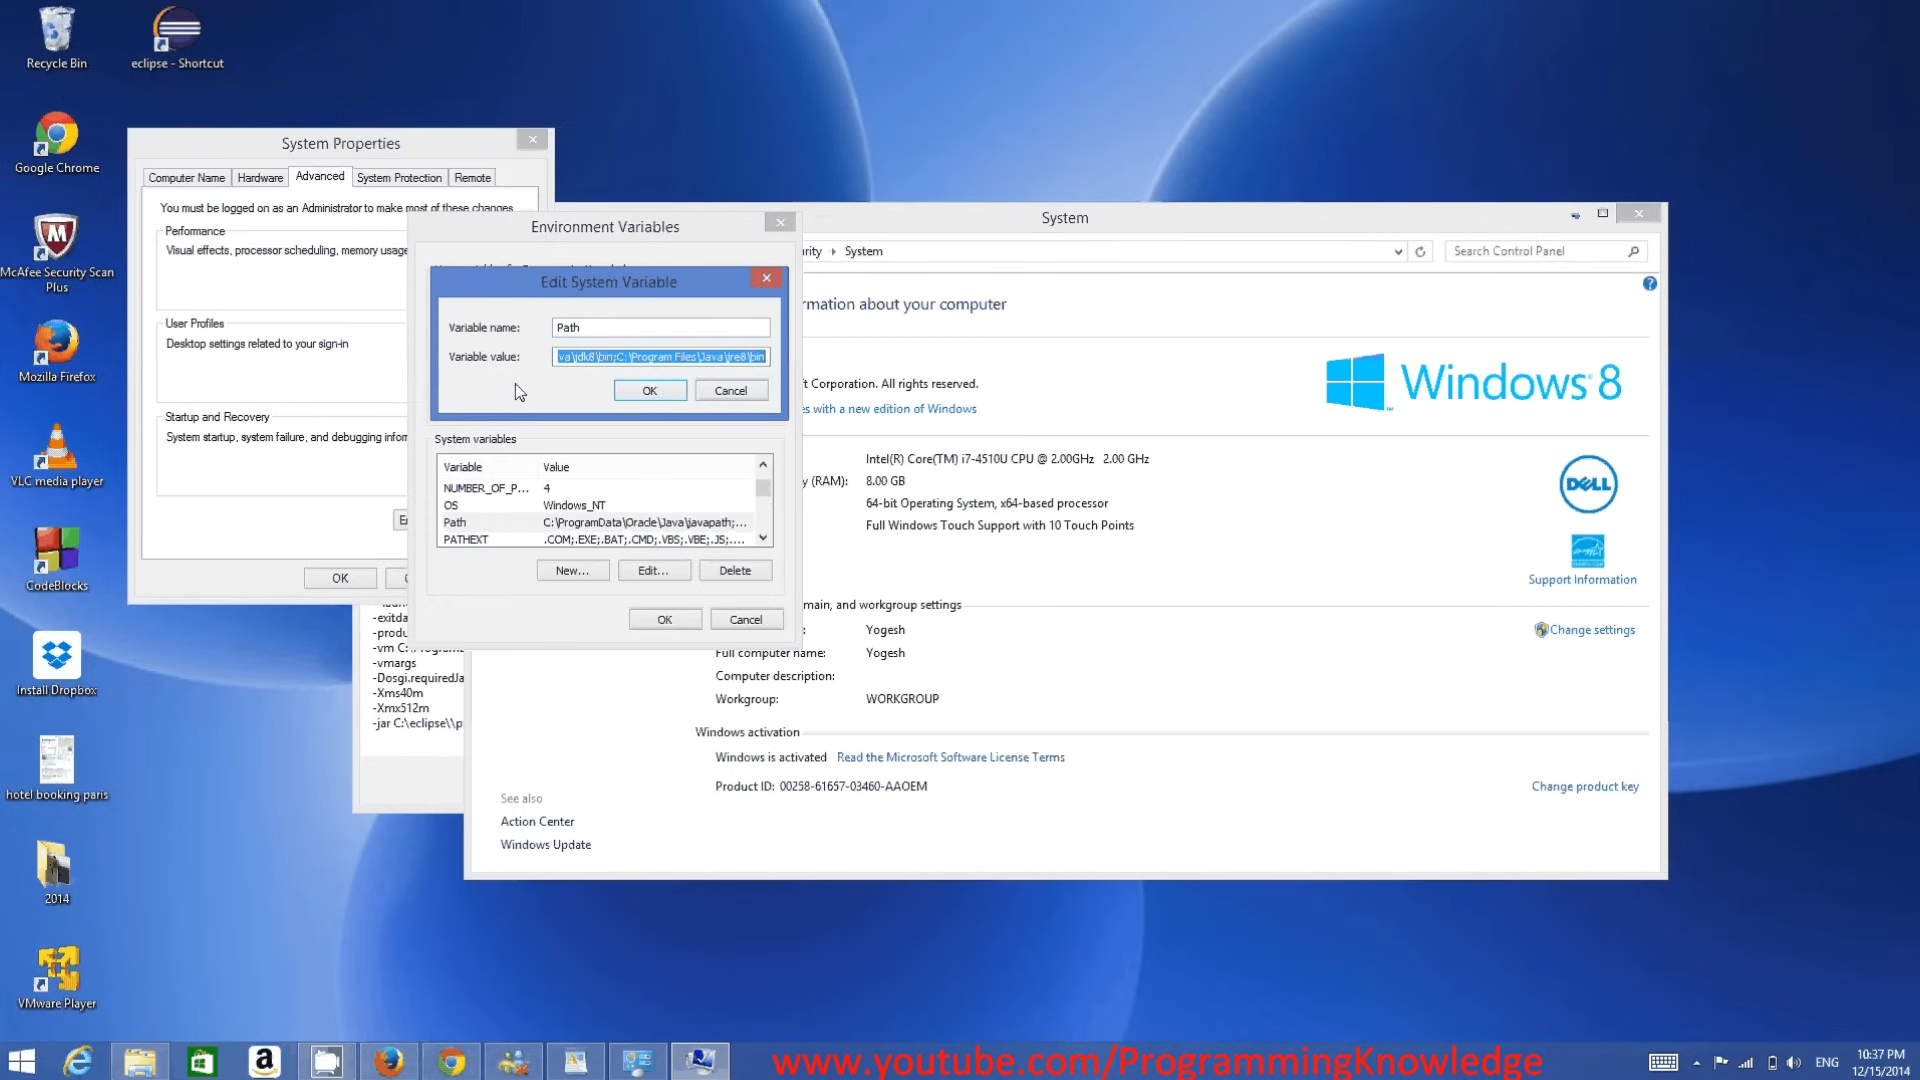 Recycle Bin
eclipse - Shortcut
Google Chrome
McAfee Security Scan
Plus
Mozilla Firefox
VLC media player
CodeBlocks
Install Dropbox
hotel booking paris
2014
VMware Player
System Properties
Computer Name
Hardware
Advanced
System Protection
Remote
You must be logged on as an Administrator to make most of these changes
Performance
Visual effects, processor scheduling, memory usage
User Profiles
Desktop settings related to your sign-in
Startup and Recovery
System startup, system failure, and debugging infor
OK
Environment Variables
Edit System Variable
Variable name:
Path
Variable value:
va\jdk8\bin;C:\Program Files\Java\jre8\bin
OK
Cancel
System variables
Variable
Value
NUMBER_OF_P...
4
OS
Windows_NT
Path
C:\ProgramData\Oracle\Java\javapath;...
PATHEXT
.COM;.EXE;.BAT;.CMD;.VBS;.VBE;.JS;....
New...
Edit...
Delete
OK
Cancel
-exitda
-produ
-vmargs
-Dosgi.requiredJa
-Xms40m
-Xmx512m
-jar C:\eclipse\\p
System
urity
System
Search Control Panel
rmation about your computer
ft Corporation. All rights reserved.
es with a new edition of Windows
Windows 8
Intel(R) Core(TM) i7-4510U CPU @ 2.00GHz 2.00 GHz
y (RAM):
8.00 GB
64-bit Operating System, x64-based processor
Full Windows Touch Support with 10 Touch Points
DELL
Support Information
main, and workgroup settings
Yogesh
Change settings
Full computer name:
Yogesh
Computer description:
Workgroup:
WORKGROUP
Windows activation
Windows is activated
Read the Microsoft Software License Terms
Product ID: 00258-61657-03460-AAOEM
Change product key
See also
Action Center
Windows Update
www.youtube.com/ProgrammingKnowledge
ENG
10:37 PM
12/15/2014